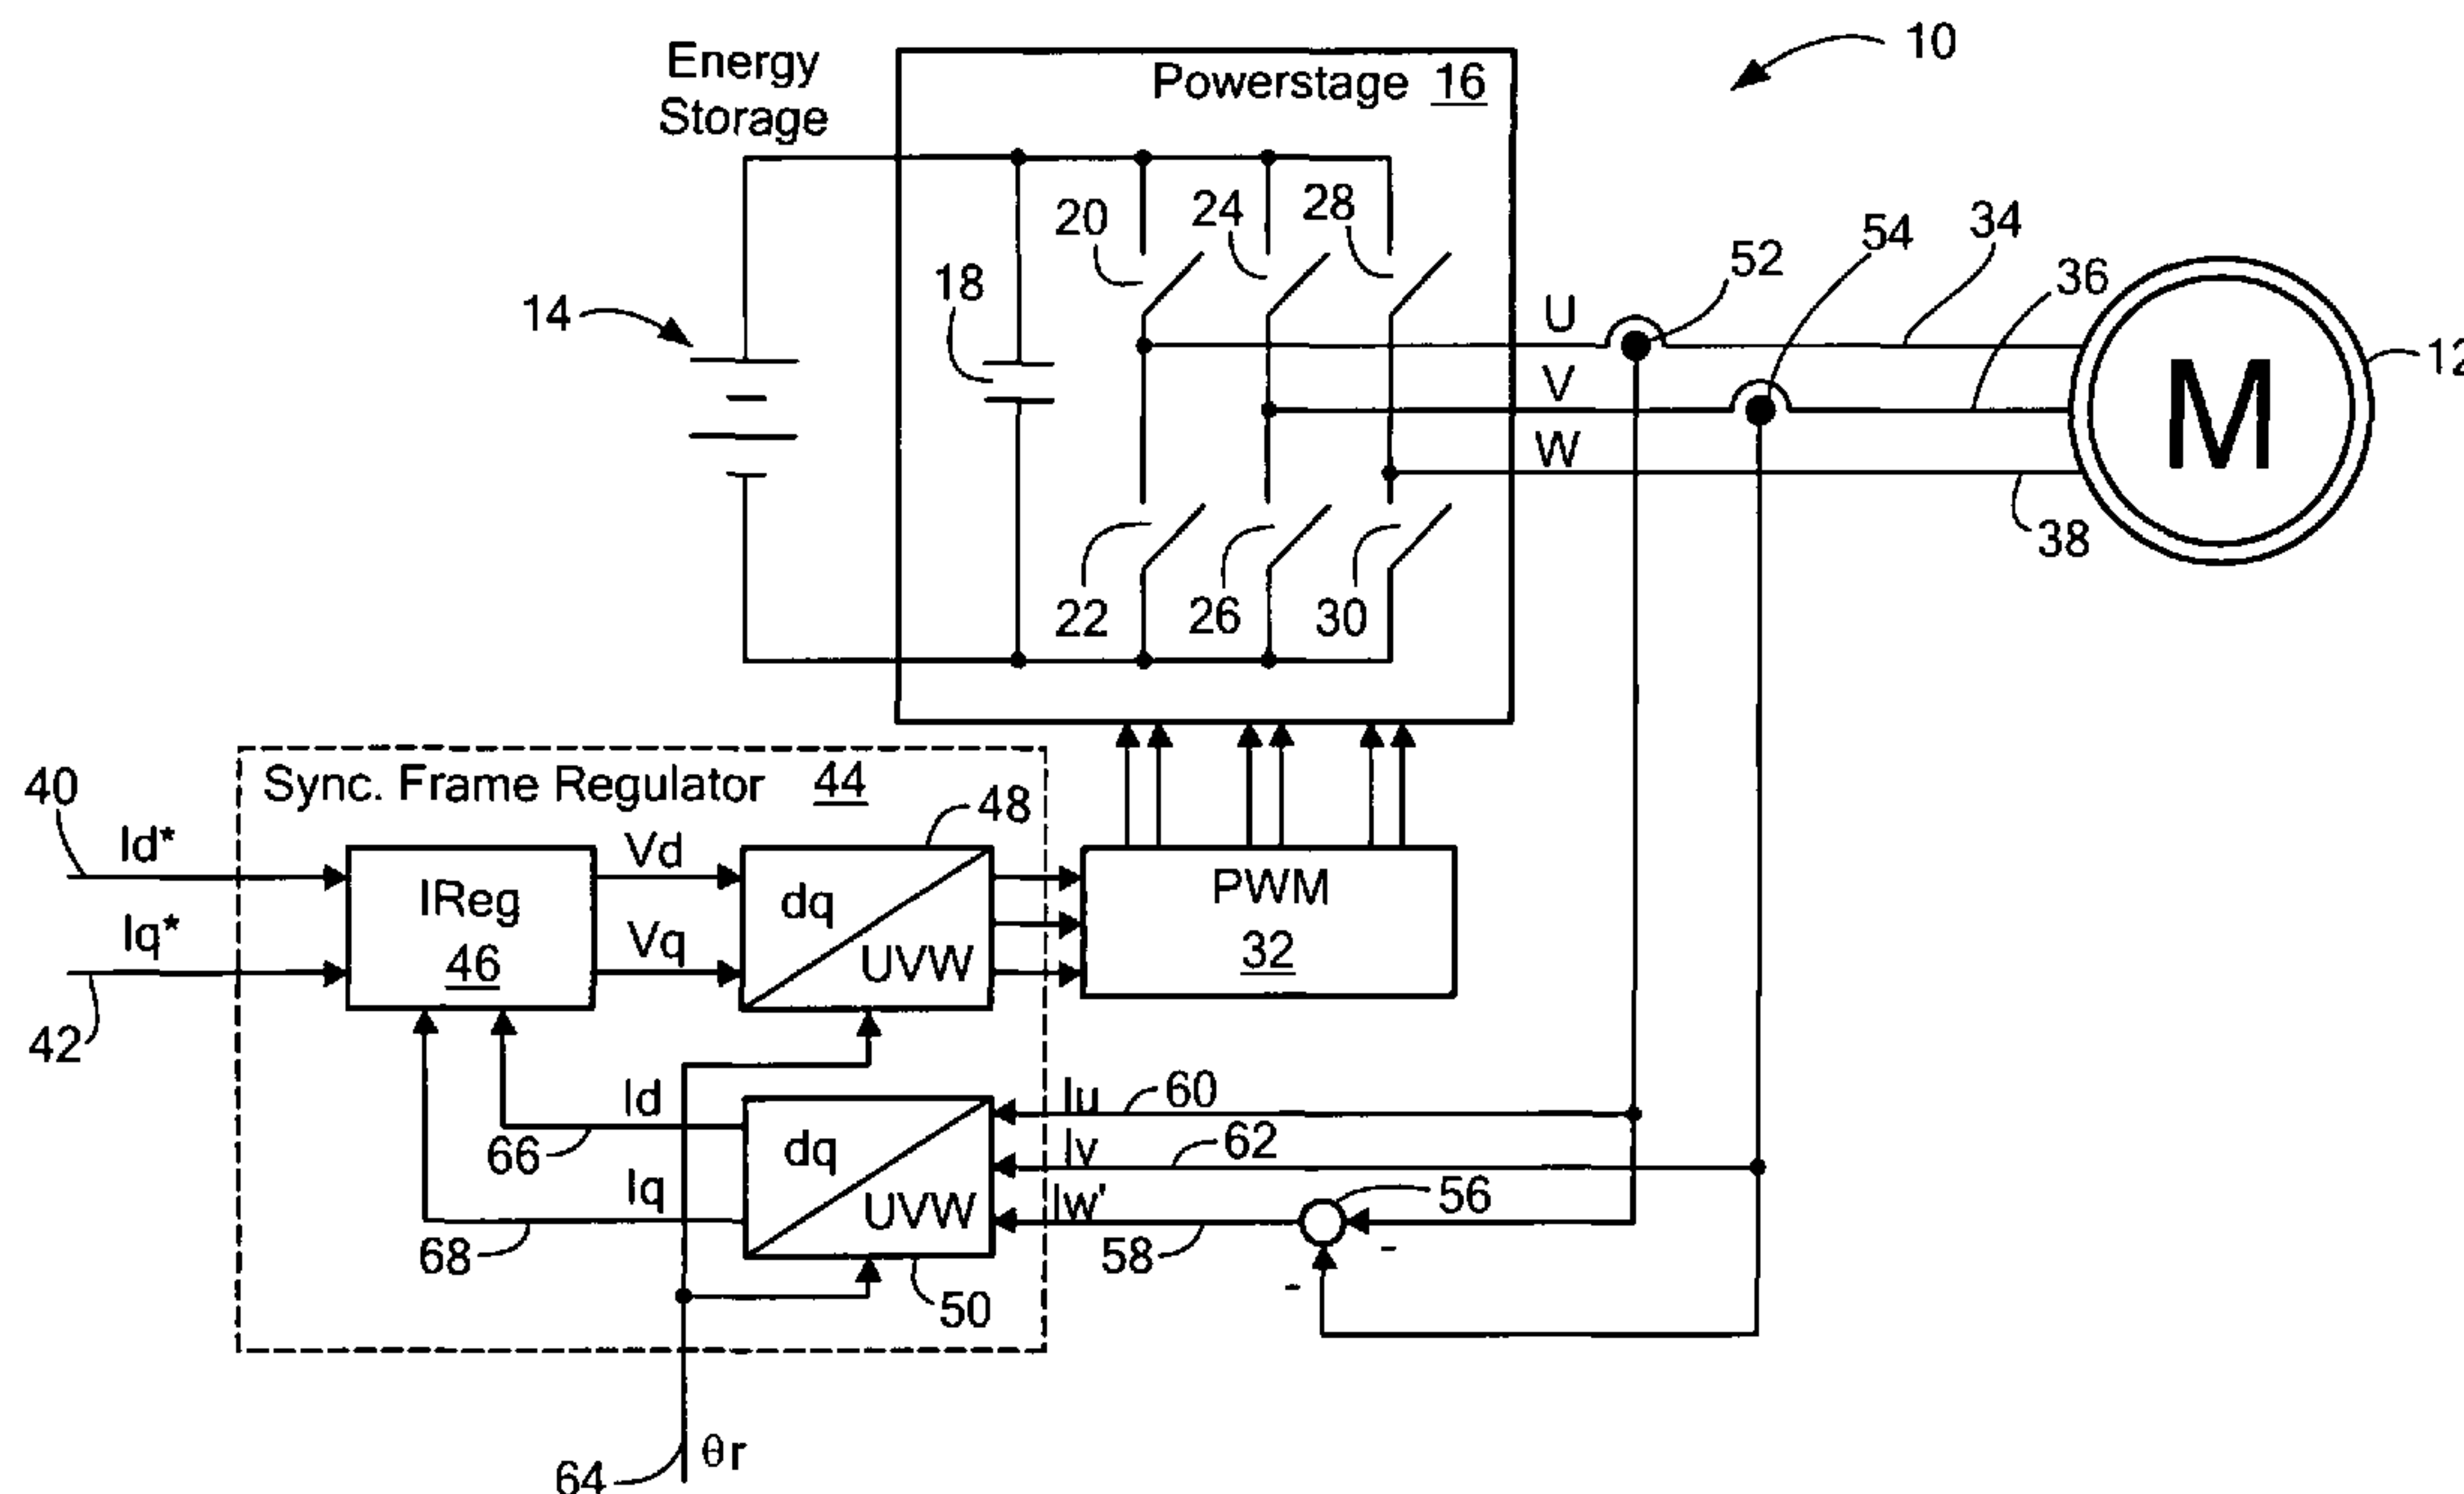 10
Energy
Storage
Powerstage 16
20
24
28
18
14
U
V
W
52
54
34
36
12
M
38
22
26
30
Sync. Frame Regulator 44
40
Id*
Iq*
42
IReg
46
Vd
Vq
48
dq
UVW
PWM
32
Id
66
Iq
68
dq
UVW
50
Iu
60
Iv
62
Iw'
58
56
-
-
64
θr